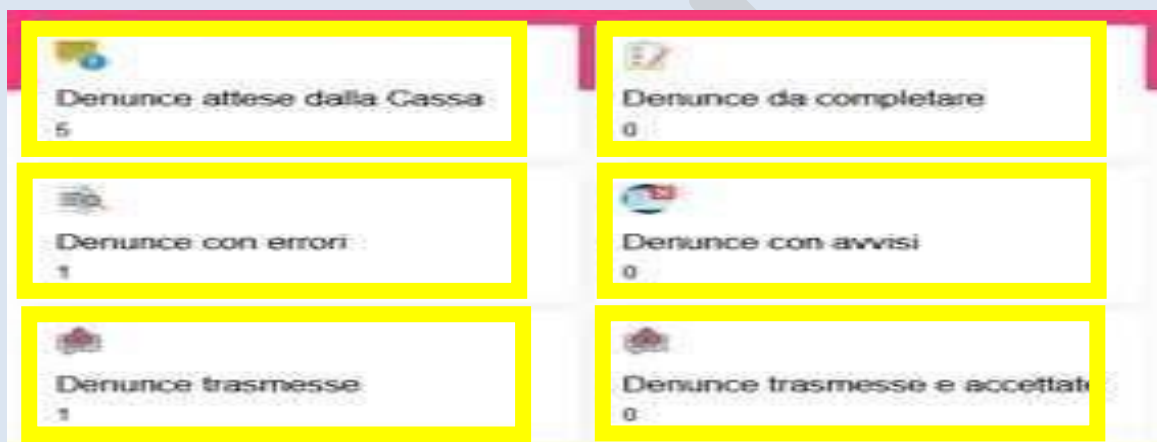 Denunce attese dalla Cassa
5
Denunce da completare
0
Denunce con errori
1
Denunce con avvisi
0
Denunce trasmesse
1
Denunce trasmesse e accettate
0